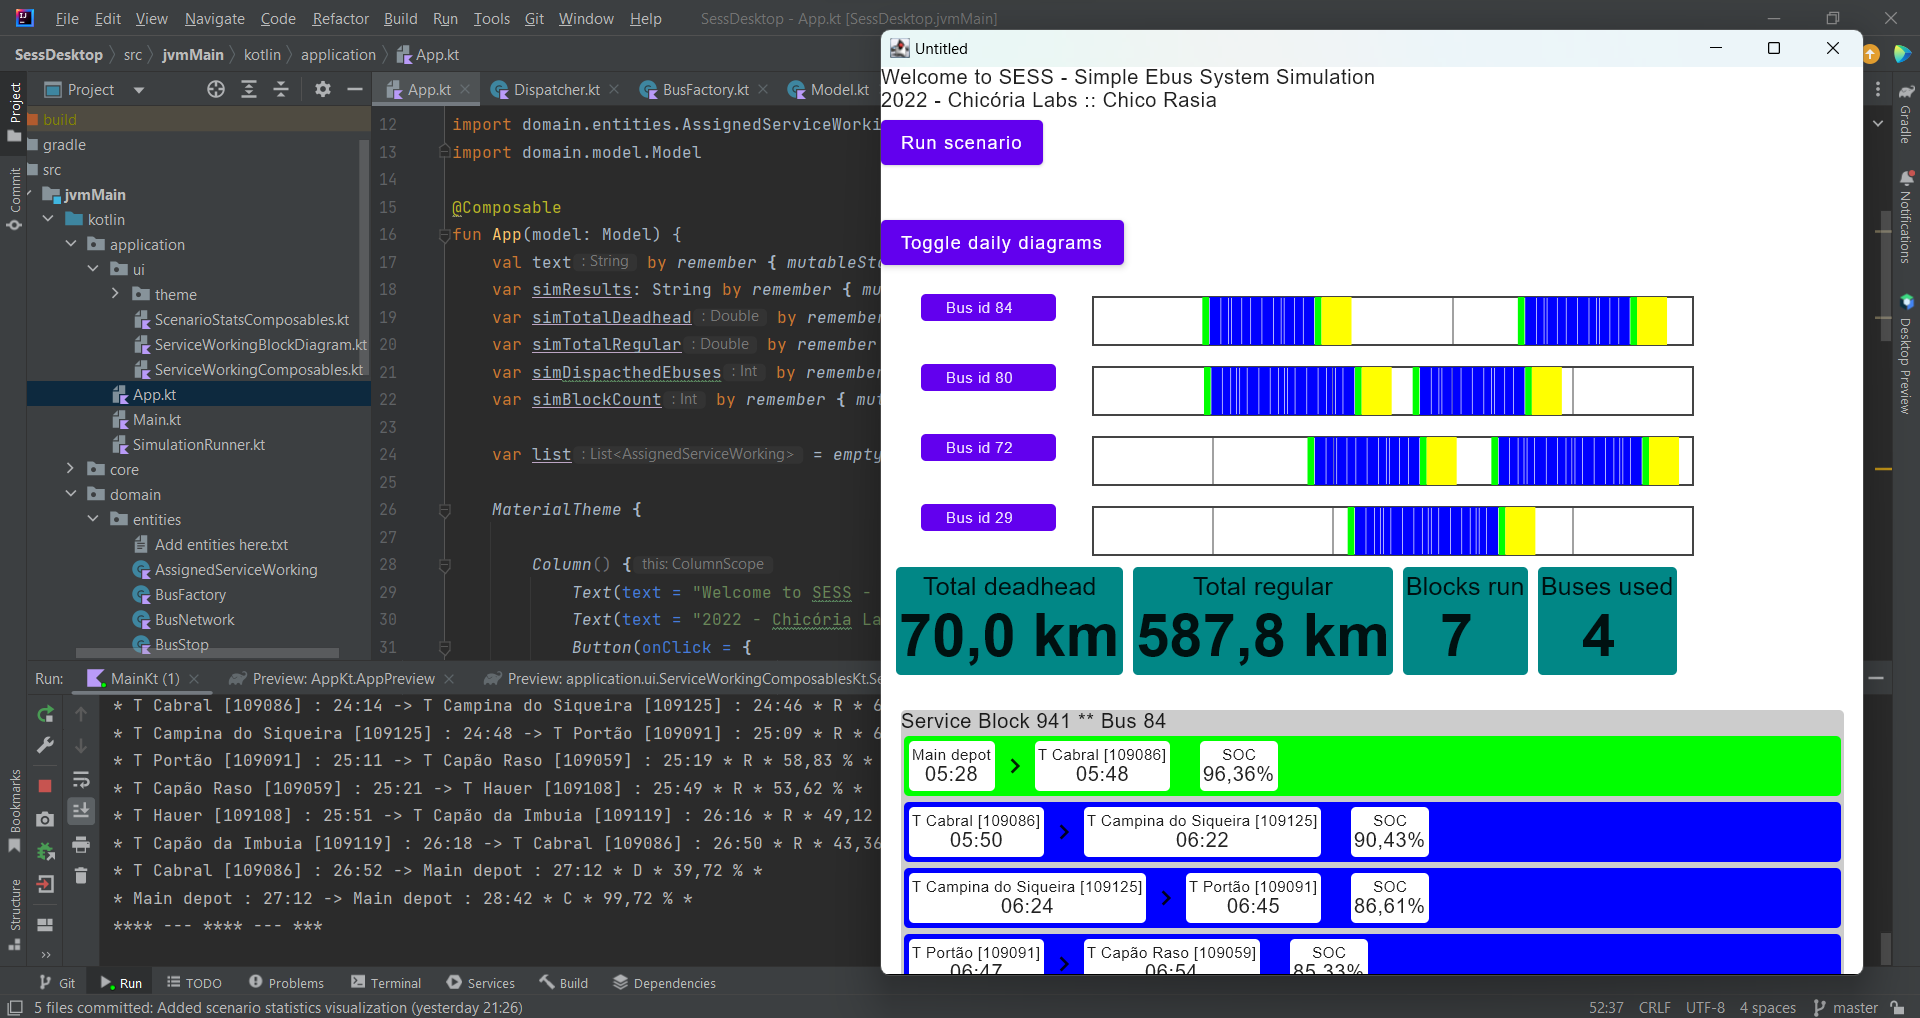 File Edit View Navigate Code Refactor Build Run Tools Git Window Help SessDesktop - App.kt [SessDesktop.jvmMain]
SessDesktop src jvmMain kotlin application App.kt
Project
Commit
Bookmarks
Structure
Project
build
gradle
src
jvmMain
kotlin
application
ui
theme
ScenarioStatsComposables.kt
ServiceWorkingBlockDiagram.kt
ServiceWorkingComposables.kt
App.kt
Main.kt
SimulationRunner.kt
core
domain
entities
Add entities here.txt
AssignedServiceWorking
BusFactory
BusNetwork
BusStop
App.kt Dispatcher.kt BusFactory.kt Model.kt
12 import domain.entities.AssignedServiceWorki
13 import domain.model.Model
14
15 @Composable
16 fun App(model: Model) {
17 val text : String by remember { mutableSt
18 var simResults: String by remember { mu
19 var simTotalDeadhead : Double by remember
20 var simTotalRegular : Double by remember
21 var simDispacthedEbuses : Int by remember
22 var simBlockCount : Int by remember { mut
23
24 var list : List<AssignedServiceWorking> = empty
25
26 MaterialTheme {
27
28 Column() { this: ColumnScope
29 Text(text = "Welcome to SESS -
30 Text(text = "2022 - Chicória La
31 Button(onClick = {
Run: MainKt (1) Preview: AppKt.AppPreview Preview: application.ui.ServiceWorkingComposablesKt.Se
* T Cabral [109086] : 24:14 -> T Campina do Siqueira [109125] : 24:46 * R * 6
* T Campina do Siqueira [109125] : 24:48 -> T Portão [109091] : 25:09 * R * 6
* T Portão [109091] : 25:11 -> T Capão Raso [109059] : 25:19 * R * 58,83 % *
* T Capão Raso [109059] : 25:21 -> T Hauer [109108] : 25:49 * R * 53,62 % *
* T Hauer [109108] : 25:51 -> T Capão da Imbuia [109119] : 26:16 * R * 49,12
* T Capão da Imbuia [109119] : 26:18 -> T Cabral [109086] : 26:50 * R * 43,36
* T Cabral [109086] : 26:52 -> Main depot : 27:12 * D * 39,72 % *
* Main depot : 27:12 -> Main depot : 28:42 * C * 99,72 % *
**** --- **** --- ***
Untitled
Welcome to SESS - Simple Ebus System Simulation
2022 - Chicória Labs :: Chico Rasia
Run scenario
Toggle daily diagrams
Bus id 84
Bus id 80
Bus id 72
Bus id 29
Total deadhead Total regular Blocks run Buses used
70,0 km 587,8 km 7 4
Service Block 941 ** Bus 84
Main depot T Cabral [109086] SOC
05:28 05:48 96,36%
T Cabral [109086] T Campina do Siqueira [109125] SOC
05:50 06:22 90,43%
T Campina do Siqueira [109125] T Portão [109091] SOC
06:24 06:45 86,61%
T Portão [109091] T Capão Raso [109059] SOC
06:47 06:54 85,33%
Gradle
Notifications
Desktop Preview
Git Run TODO Problems Terminal Services Build Dependencies
5 files committed: Added scenario statistics visualization (yesterday 21:26) 52:37 CRLF UTF-8 4 spaces master